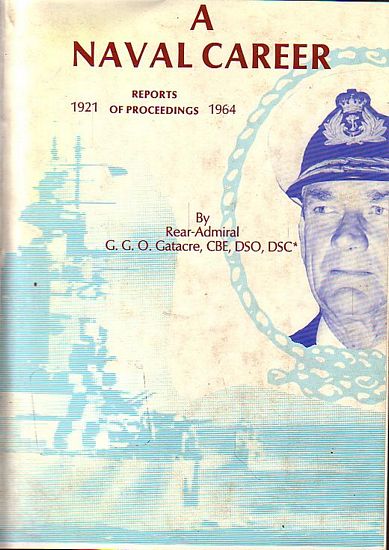 A
NAVAL CAREER
REPORTS
1921 OF PROCEEDINGS 1964
By
Rear-Admiral
G. G. O. Gatacre, CBE, DSO, DSC*